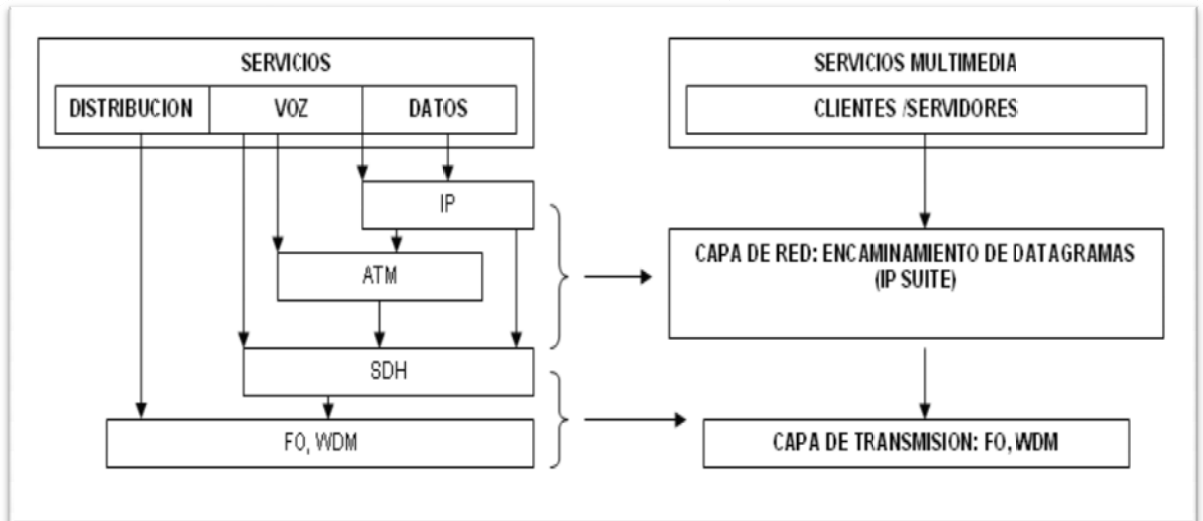 SERVICIOS
DISTRIBUCION
VOZ
DATOS
IP
ATM
SDH
FO, WDM
SERVICIOS MULTIMEDIA
CLIENTES /SERVIDORES
CAPA DE RED: ENCAMINAMIENTO DE DATAGRAMAS
(IP SUITE)
CAPA DE TRANSMISION: FO, WDM